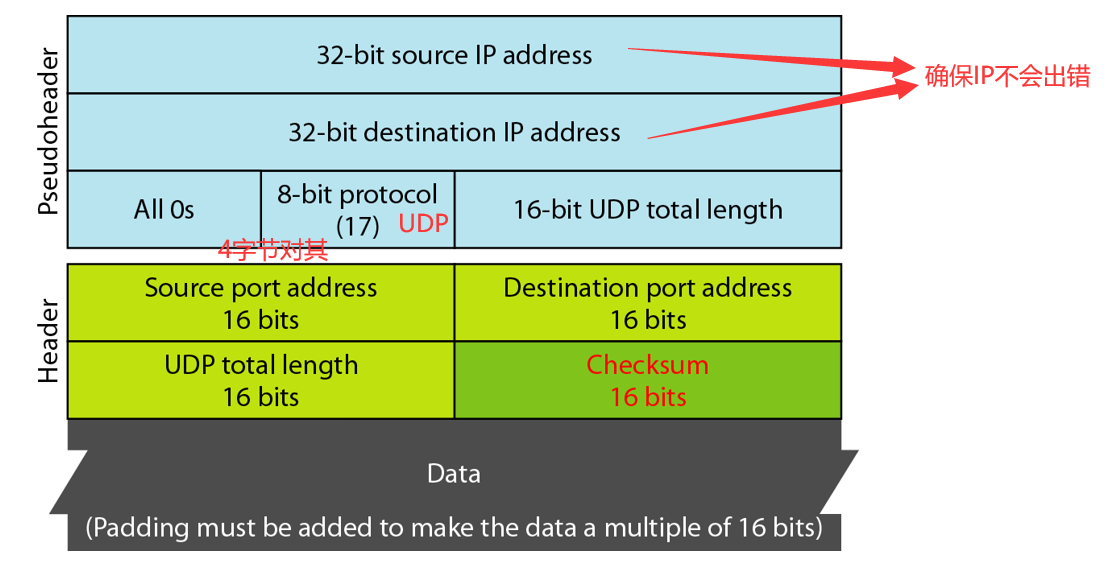 Pseudoheader
32-bit source IP address
确保IP不会出错
32-bit destination IP address
All 0s
8-bit protocol
(17)
UDP
16-bit UDP total length
4字节对其
Header
Source port address
16 bits
Destination port address
16 bits
UDP total length
16 bits
Checksum
16 bits
Data
(Padding must be added to make the data a multiple of 16 bits)